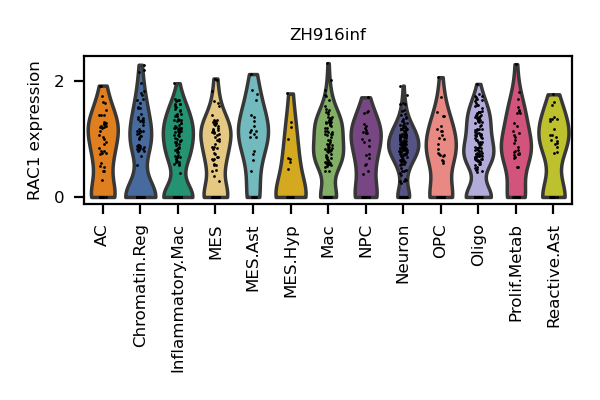 ZH916inf
RAC1 expression
2
0
AC
Chromatin.Reg
Inflammatory.Mac
MES
MES.Ast
MES.Hyp
Mac
NPC
Neuron
OPC
Oligo
Prolif.Metab
Reactive.Ast